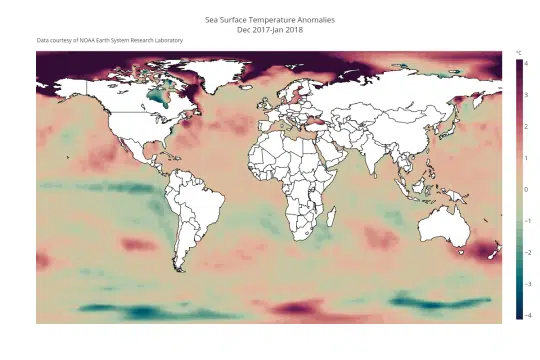 Sea Surface Temperature Anomalies
Dec 2017-Jan 2018
Data courtesy of NOAA Earth System Research Laboratory
°C
4
3
2
1
0
−1
−2
−3
−4